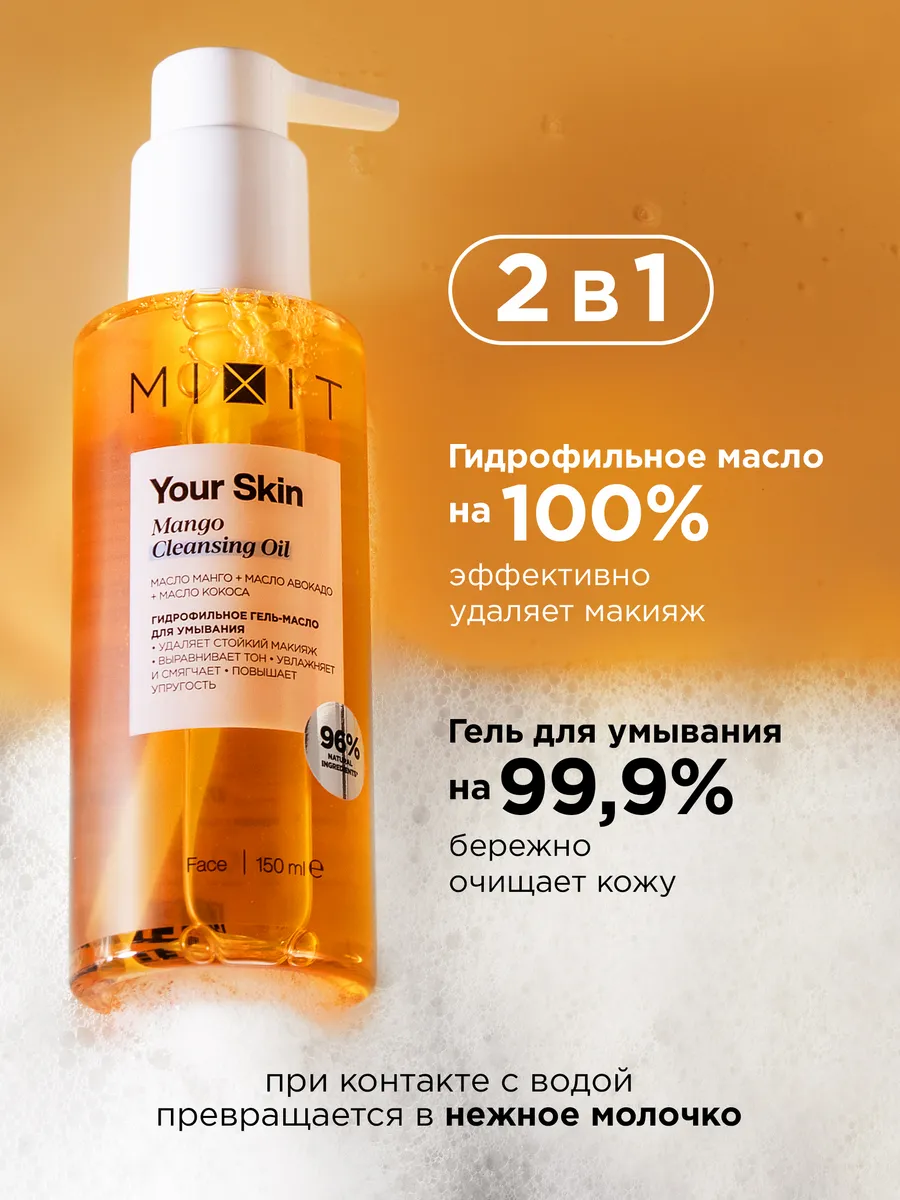 MIXIT
Your Skin
Mango
Cleansing Oil
МАСЛО МАНГО + МАСЛО АВОКАДО
+ МАСЛО КОКОСА
ГИДРОФИЛЬНОЕ ГЕЛЬ-МАСЛО
ДЛЯ УМЫВАНИЯ
• УДАЛЯЕТ СТОЙКИЙ МАКИЯЖ
• ВЫРАВНИВАЕТ ТОН • УВЛАЖНЯЕТ
И СМЯГЧАЕТ • ПОВЫШАЕТ
УПРУГОСТЬ
96%
NATURAL
INGREDIENTS*
Face | 150 ml ℮
2 в 1
Гидрофильное масло
на 100%
эффективно
удаляет макияж
Гель для умывания
на 99,9%
бережно
очищает кожу
при контакте с водой
превращается в нежное молочко